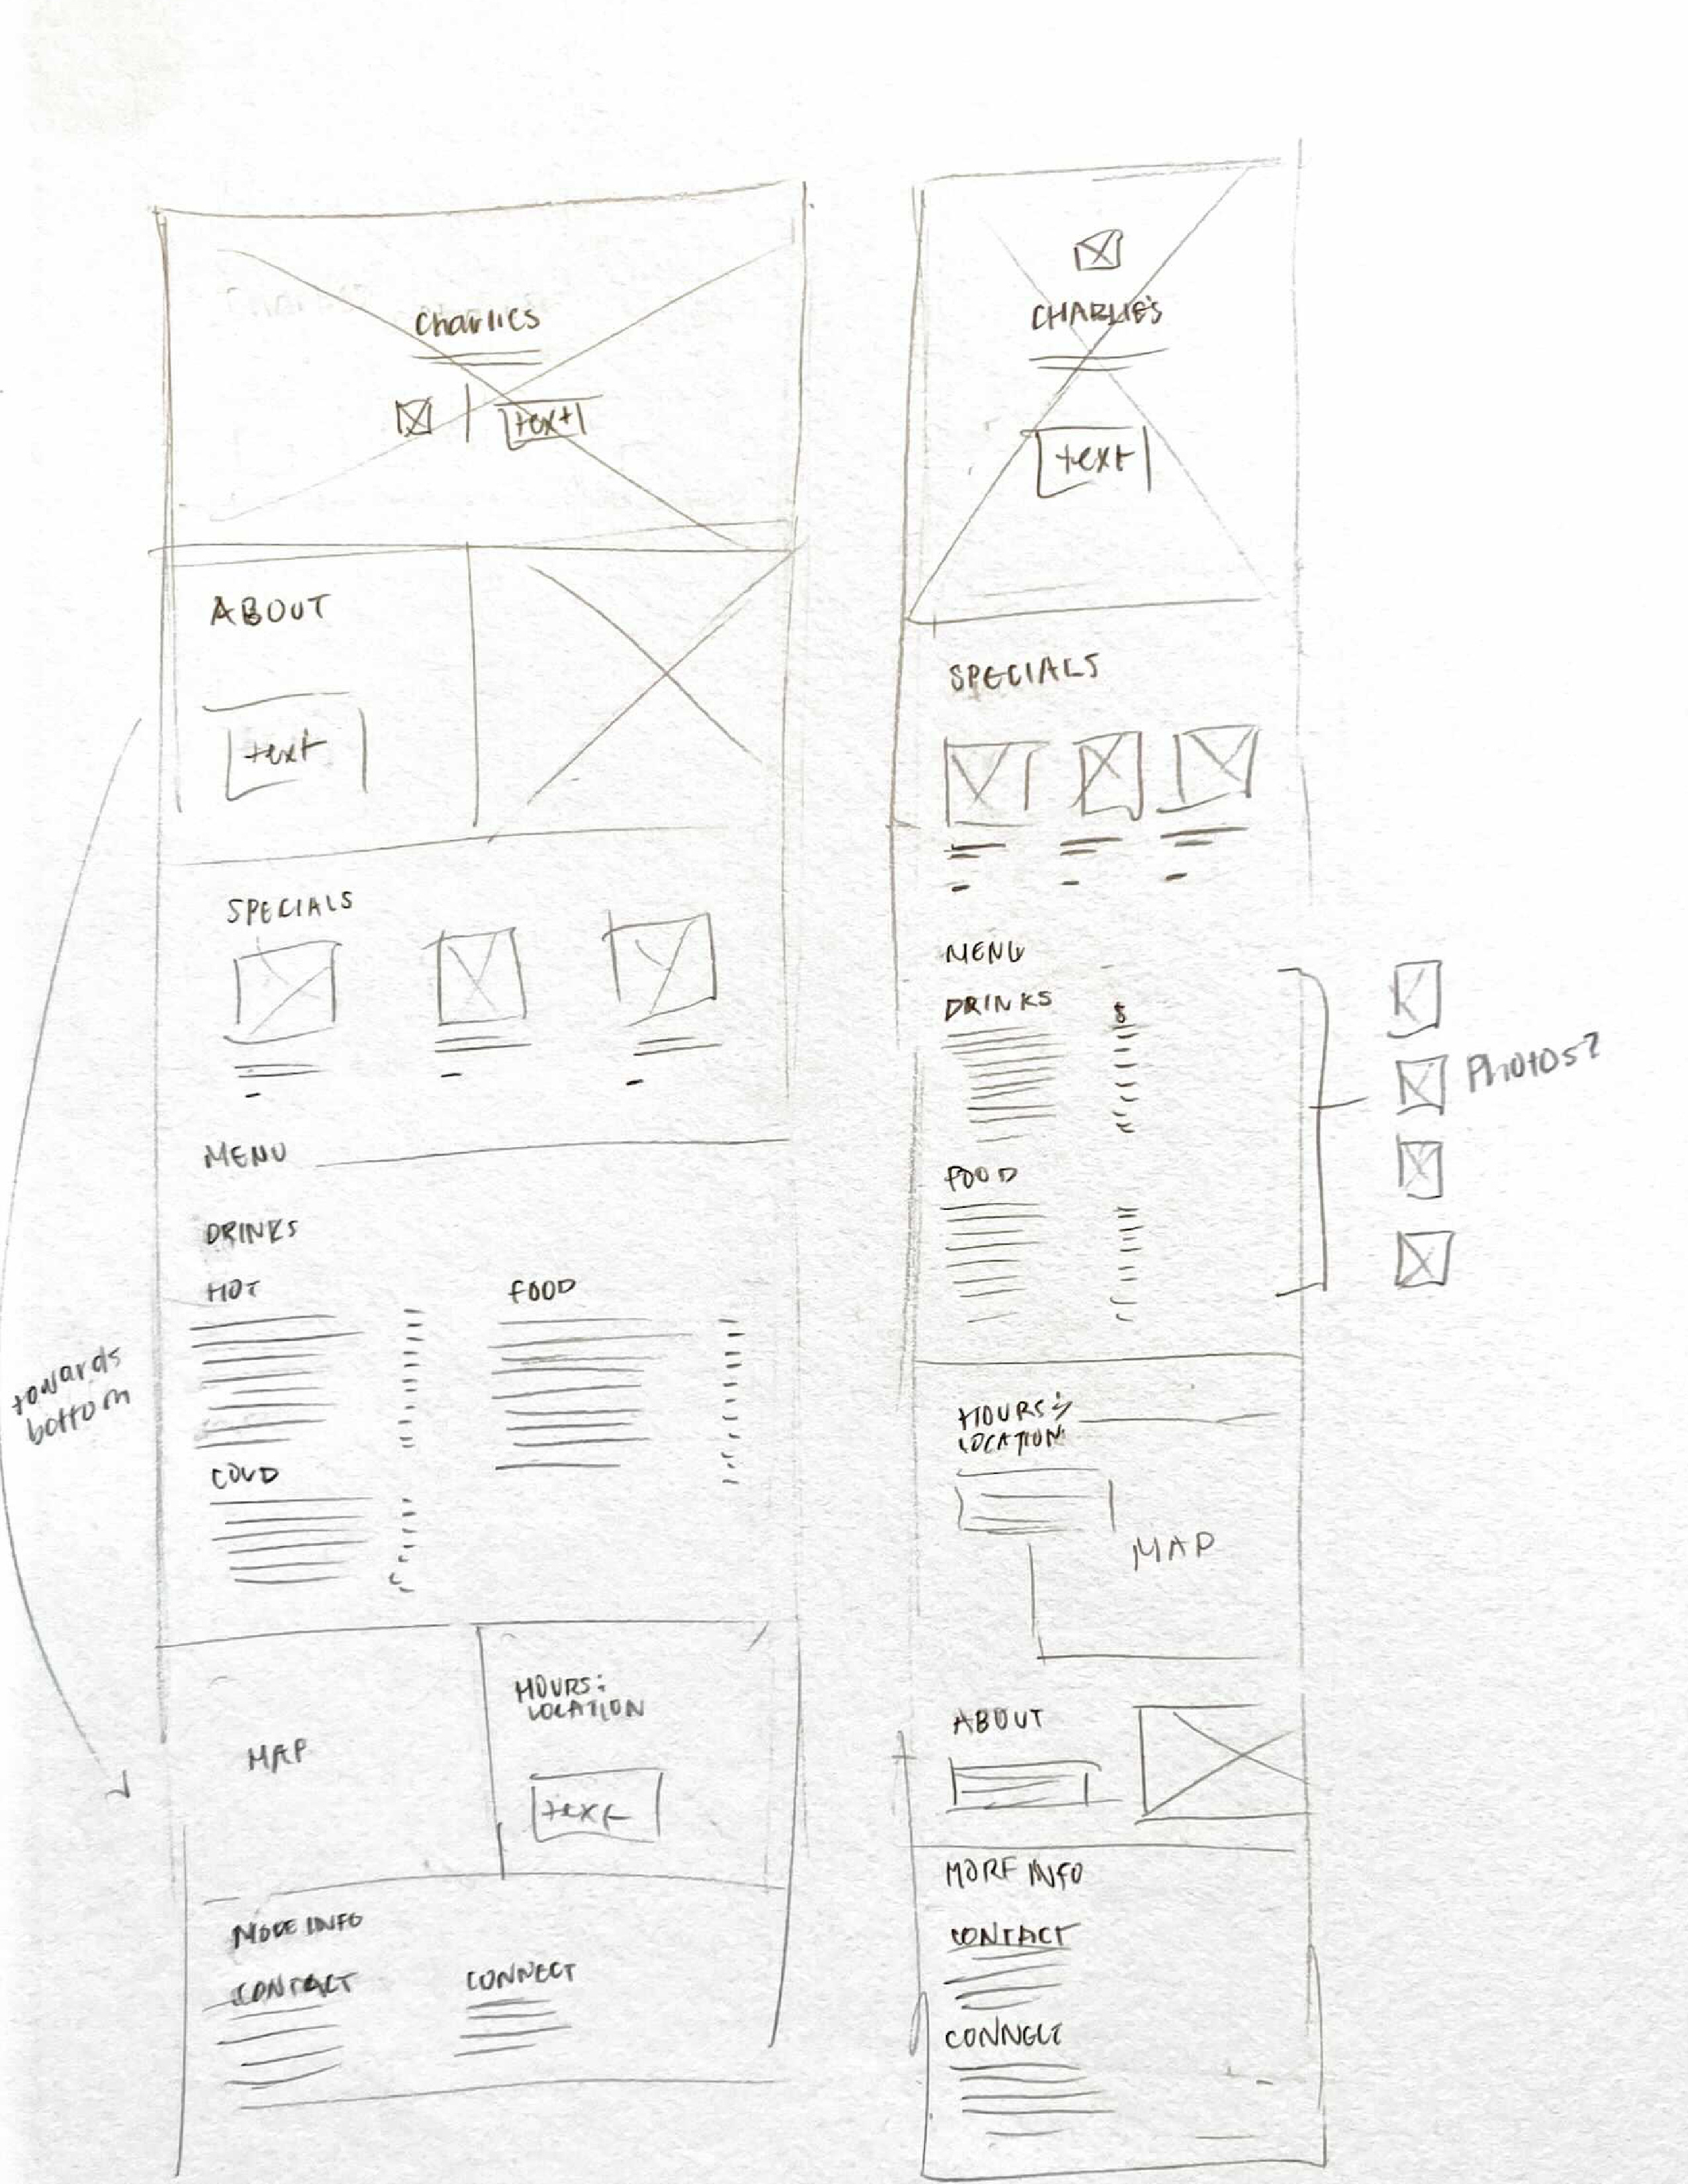 Charlies
text
ABOUT
text
SPECIALS
MENU
DRINKS
HOT
FOOD
COLD
towards
bottom
MAP
HOURS:
LOCATION
text
MORE INFO
CONTACT
CONNECT
CHARLIE'S
text
SPECIALS
MENU
DRINKS
$
FOOD
Photos?
HOURS:
LOCATION
MAP
ABOUT
MORE INFO
CONTACT
CONNECT